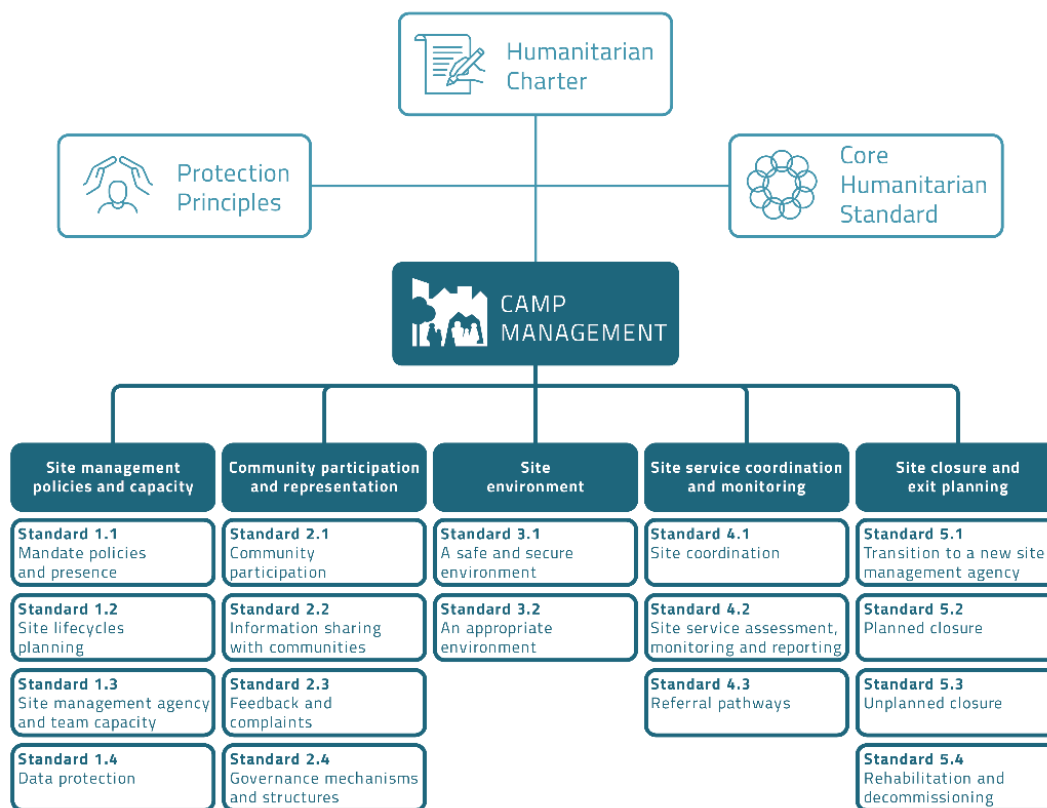 Humanitarian
Charter
Protection
Principles
Core
Humanitarian
Standard
CAMP
MANAGEMENT
Site management
policies and capacity
Standard 1.1
Mandate policies
and presence
Standard 1.2
Site lifecycles
planning
Standard 1.3
Site management agency
and team capacity
Standard 1.4
Data protection
Community participation
and representation
Standard 2.1
Community
participation
Standard 2.2
Information sharing
with communities
Standard 2.3
Feedback and
complaints
Standard 2.4
Governance mechanisms
and structures
Site
environment
Standard 3.1
A safe and secure
environment
Standard 3.2
An appropriate
environment
Site service coordination
and monitoring
Standard 4.1
Site coordination
Standard 4.2
Site service assessment,
monitoring and reporting
Standard 4.3
Referral pathways
Site closure and
exit planning
Standard 5.1
Transition to a new site
management agency
Standard 5.2
Planned closure
Standard 5.3
Unplanned closure
Standard 5.4
Rehabilitation and
decommissioning